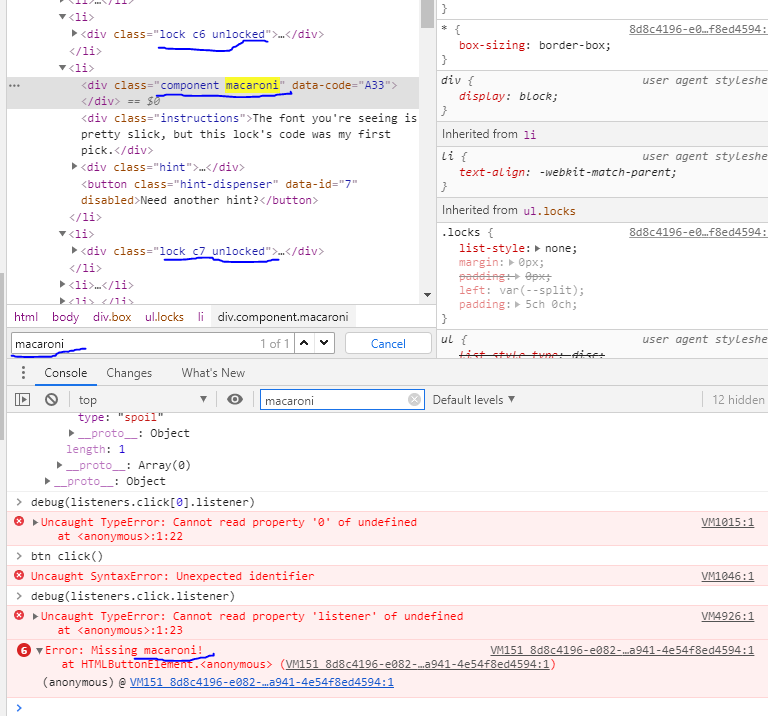 <li>…</li>
<li>
<div class="lock c6 unlocked">…</div>
</li>
<li>
<div class="component macaroni" data-code="A33">
</div> == $0
<div class="instructions">The font you're seeing is
pretty slick, but this lock's code was my first
pick.</div>
<div class="hint">…</div>
<button class="hint-dispenser" data-id="7"
disabled>Need another hint?</button>
</li>
<li>
<div class="lock c7 unlocked">…</div>
</li>
<li>…</li>
<li> </li>
html body div.box ul.locks li div.component.macaroni
macaroni 1 of 1 Cancel
}
* { 8d8c4196-e0…f8ed4594:
box-sizing: border-box;
}
div { user agent styleshe
display: block;
}
Inherited from li
li { user agent styleshe
text-align: -webkit-match-parent;
}
Inherited from ul.locks
.locks { 8d8c4196-e0…f8ed4594:
list-style: none;
margin: 0px;
padding: 0px;
left: var(--split);
padding: 5ch 0ch;
}
ul { user agent styleshe
list-style-type: disc;
Console Changes What's New
top macaroni Default levels 12 hidden
type: "spoil"
__proto__: Object
length: 1
__proto__: Array(0)
__proto__: Object
> debug(listeners.click[0].listener)
Uncaught TypeError: Cannot read property '0' of undefined VM1015:1
at <anonymous>:1:22
> btn click()
Uncaught SyntaxError: Unexpected identifier VM1046:1
> debug(listeners.click.listener)
Uncaught TypeError: Cannot read property 'listener' of undefined VM4926:1
at <anonymous>:1:23
6 Error: Missing macaroni! VM151 8d8c4196-e082-…a941-4e54f8ed4594:1
at HTMLButtonElement.<anonymous> (VM151 8d8c4196-e082-…a941-4e54f8ed4594:1)
(anonymous) @ VM151 8d8c4196-e082-…a941-4e54f8ed4594:1
>